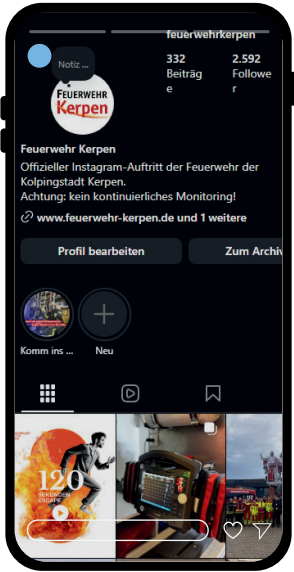 feuerwehrkerpen
Notiz ...
332
Beiträg
e
2.592
Followe
r
FEUERWEHR
Kerpen
Feuerwehr Kerpen
Offizieller Instagram-Auftritt der Feuerwehr der
Kolpingstadt Kerpen.
Achtung: kein kontinuierliches Monitoring!
www.feuerwehr-kerpen.de und 1 weitere
Profil bearbeiten
Zum Archiv
Komm ins ...
Neu
120
SEKUNDEN
ESCAPE